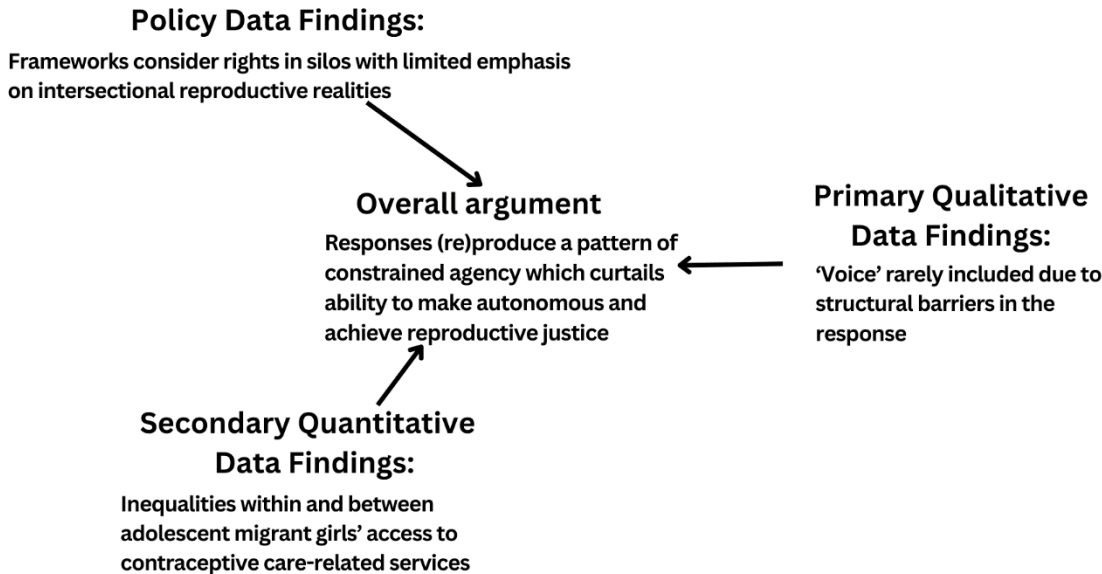 Policy Data Findings:
Frameworks consider rights in silos with limited emphasis
on intersectional reproductive realities
Overall argument
Responses (re)produce a pattern of
constrained agency which curtails
ability to make autonomous and
achieve reproductive justice
Primary Qualitative
Data Findings:
‘Voice’ rarely included due to
structural barriers in the
response
Secondary Quantitative
Data Findings:
Inequalities within and between
adolescent migrant girls’ access to
contraceptive care-related services